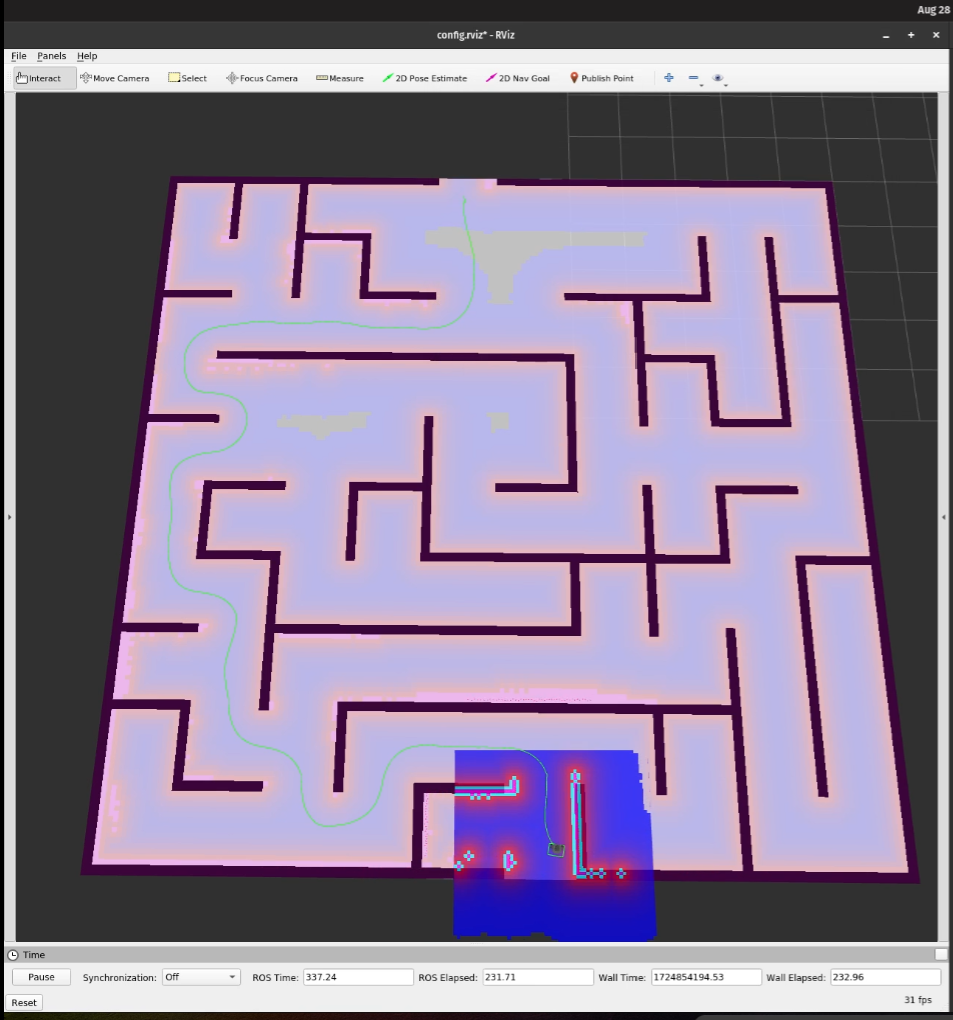 Aug 28
config.rviz* - RViz
File Panels Help
Interact Move Camera Select Focus Camera Measure 2D Pose Estimate 2D Nav Goal Publish Point
Time
Pause Synchronization: Off ROS Time: 337.24 ROS Elapsed: 231.71 Wall Time: 1724854194.53 Wall Elapsed: 232.96
Reset 31 fps